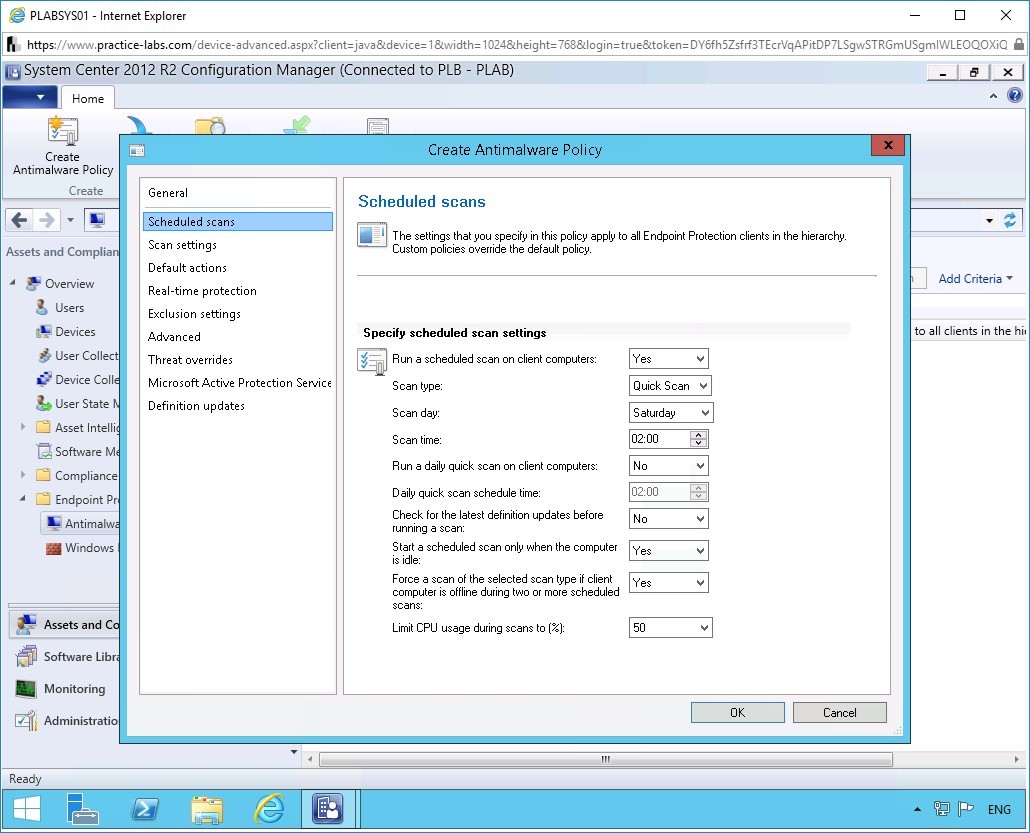 PLABSYS01 - Internet Explorer
https://www.practice-labs.com/device-advanced.aspx?client=java&device=1&width=1024&height=768&login=true&token=DY6fh5Zsfrf3TEcrVqAPitDP7LSgwSTRGmUSgmIWLEOQOXiQ
System Center 2012 R2 Configuration Manager (Connected to PLB - PLAB)
Home
Create
Antimalware Policy
Create
Create Antimalware Policy
General
Scheduled scans
Scan settings
Default actions
Real-time protection
Exclusion settings
Advanced
Threat overrides
Microsoft Active Protection Service
Definition updates
Scheduled scans
The settings that you specify in this policy apply to all Endpoint Protection clients in the hierarchy.
Custom policies override the default policy.
Specify scheduled scan settings
Run a scheduled scan on client computers: Yes
Scan type: Quick Scan
Scan day: Saturday
Scan time: 02:00
Run a daily quick scan on client computers: No
Daily quick scan schedule time: 02:00
Check for the latest definition updates before
running a scan: No
Start a scheduled scan only when the computer
is idle: Yes
Force a scan of the selected scan type if client
computer is offline during two or more scheduled
scans: Yes
Limit CPU usage during scans to (%): 50
OK Cancel
Assets and Complian
Overview
Users
Devices
User Collect
Device Colle
User State M
Asset Intellig
Software Me
Compliance
Endpoint Pr
Antimalwa
Windows
Assets and Co
Software Libra
Monitoring
Administratio
Add Criteria
to all clients in the hi
Ready
ENG